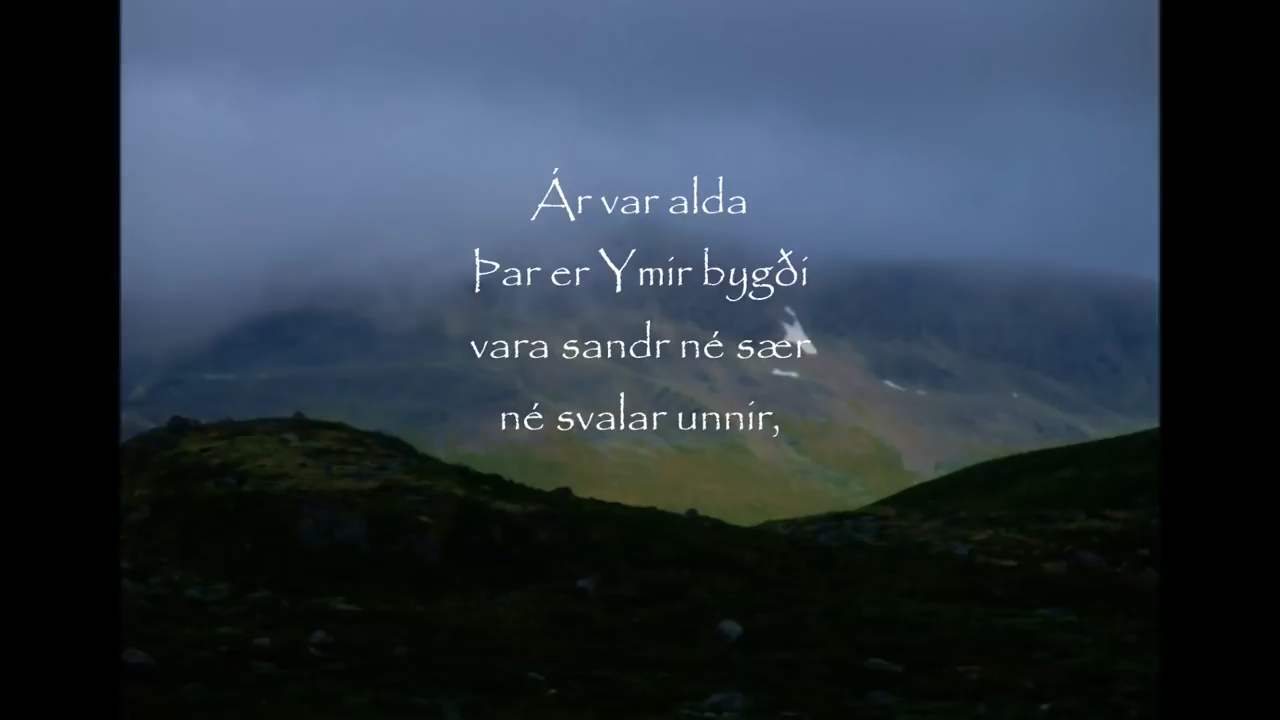 Ár var alda
Þar er Ymir bygði
vara sandr né sær
né svalar unnir,